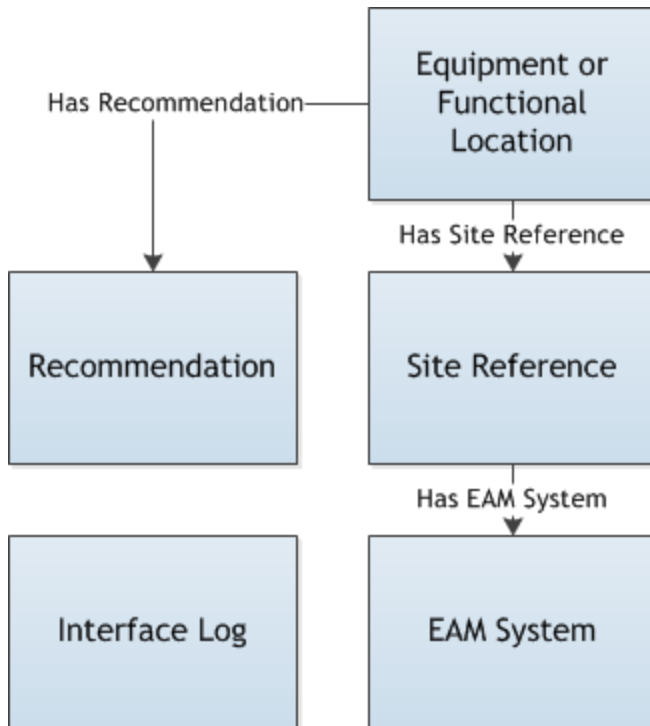 Equipment or
Functional
Location
Has Recommendation
Has Site Reference
Recommendation
Site Reference
Has EAM System
Interface Log
EAM System